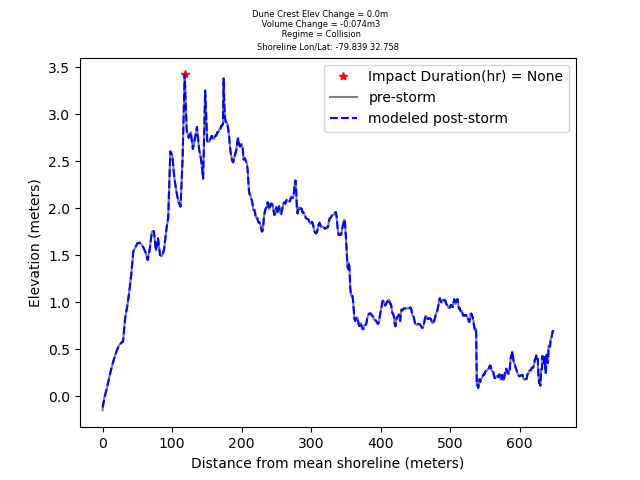 Dune Crest Elev Change = 0.0m
Volume Change = -0.074m3
Regime = Collision
Shoreline Lon/Lat: -79.839 32.758
Impact Duration(hr) = None
pre-storm
modeled post-storm
Elevation (meters)
3.5
3.0
2.5
2.0
1.5
1.0
0.5
0.0
0 100 200 300 400 500 600
Distance from mean shoreline (meters)